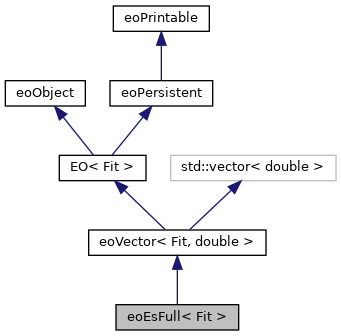 eoPrintable
eoObject
eoPersistent
EO< Fit >
std::vector< double >
eoVector< Fit, double >
eoEsFull< Fit >